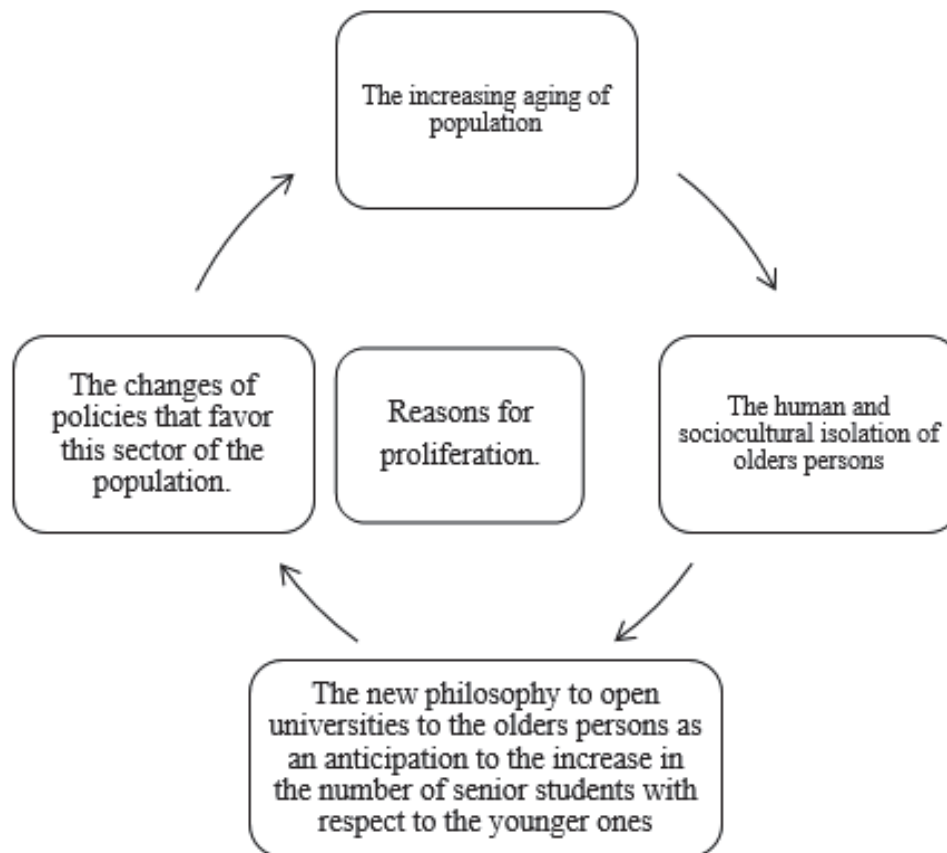 The increasing aging of
population
The changes of
policies that favor
this sector of the
population.
Reasons for
proliferation.
The human and
sociocultural isolation of
olders persons
The new philosophy to open
universities to the olders persons as
an anticipation to the increase in
the number of senior students with
respect to the younger ones